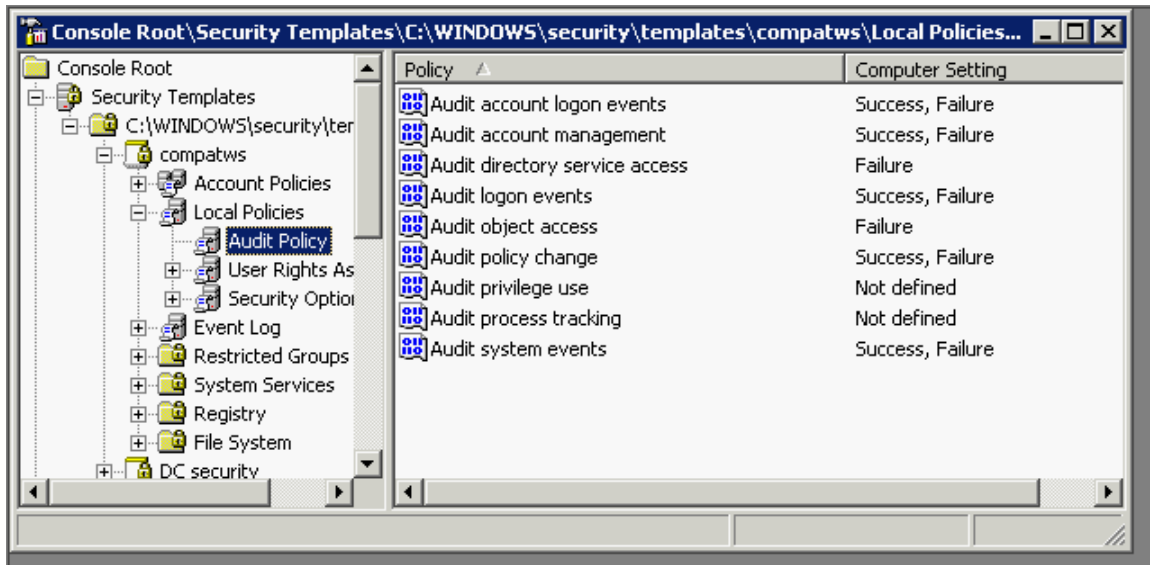 Console Root\Security Templates\C:\WINDOWS\security\templates\compatws\Local Policies...
Console Root
Security Templates
C:\WINDOWS\security\ter
compatws
Account Policies
Local Policies
Audit Policy
User Rights As
Security Option
Event Log
Restricted Groups
System Services
Registry
File System
DC security
Policy Computer Setting
Audit account logon events Success, Failure
Audit account management Success, Failure
Audit directory service access Failure
Audit logon events Success, Failure
Audit object access Failure
Audit policy change Success, Failure
Audit privilege use Not defined
Audit process tracking Not defined
Audit system events Success, Failure